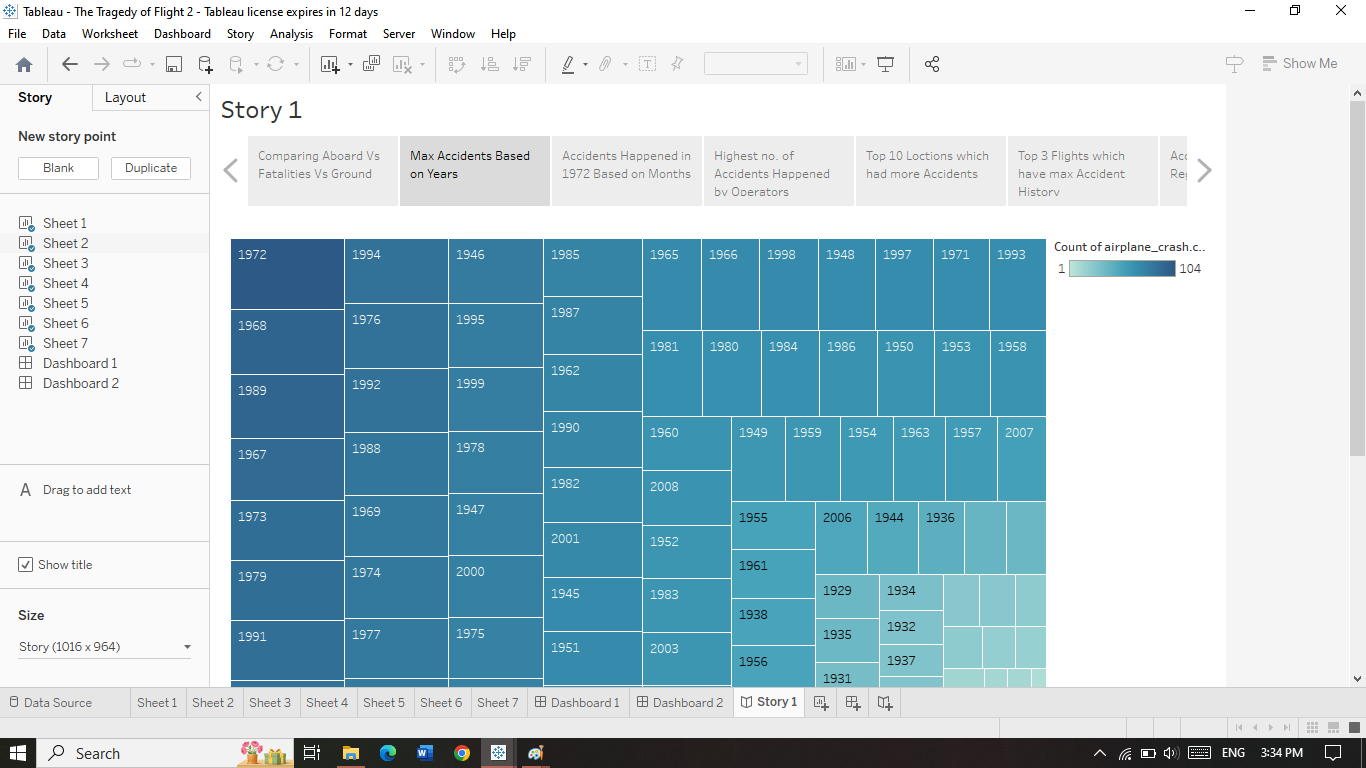 Tableau - The Tragedy of Flight 2 - Tableau license expires in 12 days
File Data Worksheet Dashboard Story Analysis Format Server Window Help
Show Me
Story Layout
New story point
Blank Duplicate
Sheet 1
Sheet 2
Sheet 3
Sheet 4
Sheet 5
Sheet 6
Sheet 7
Dashboard 1
Dashboard 2
A Drag to add text
Show title
Size
Story (1016 x 964)
Story 1
Comparing Aboard Vs
Fatalities Vs Ground
Max Accidents Based
on Years
Accidents Happened in
1972 Based on Months
Highest no. of
Accidents Happened
by Operators
Top 10 Loctions which
had more Accidents
Top 3 Flights which
have max Accident
History
1972
1968
1989
1967
1973
1979
1991
1994
1976
1992
1988
1969
1974
1977
1946
1995
1999
1978
1947
2000
1975
1985
1987
1962
1990
1982
2001
1945
1951
1965 1966 1998 1948 1997 1971 1993
1981 1980 1984 1986 1950 1953 1958
1960
2008
1952
1983
2003
1949 1959 1954 1963 1957 2007
1955
1961
1938
1956
2006 1944 1936
1929
1935
1931
1934
1932
1937
Count of airplane_crash.c..
1 104
Data Source Sheet 1 Sheet 2 Sheet 3 Sheet 4 Sheet 5 Sheet 6 Sheet 7 Dashboard 1 Dashboard 2 Story 1
Search
ENG 3:34 PM